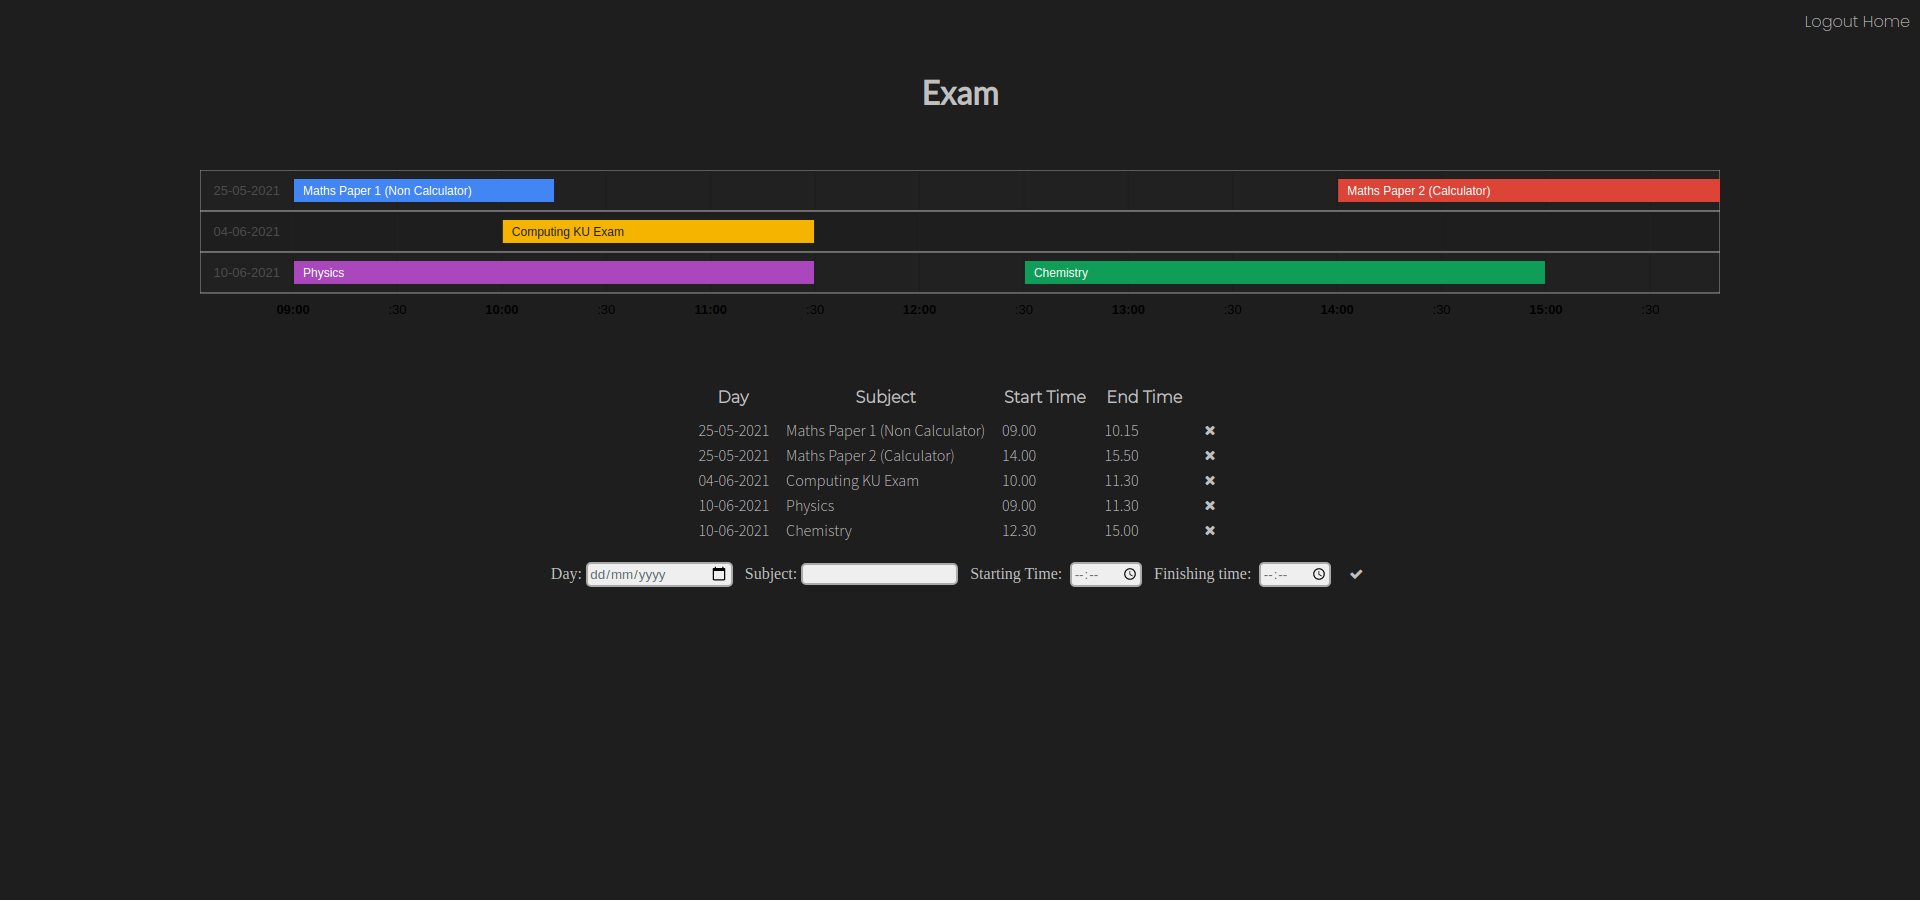 Logout Home
Exam
25-05-2021 Maths Paper 1 (Non Calculator) Maths Paper 2 (Calculator)
04-06-2021 Computing KU Exam
10-06-2021 Physics Chemistry
09:00 :30 10:00 :30 11:00 :30 12:00 :30 13:00 :30 14:00 :30 15:00 :30
Day Subject Start Time End Time
25-05-2021 Maths Paper 1 (Non Calculator) 09.00 10.15
25-05-2021 Maths Paper 2 (Calculator) 14.00 15.50
04-06-2021 Computing KU Exam 10.00 11.30
10-06-2021 Physics 09.00 11.30
10-06-2021 Chemistry 12.30 15.00
Day: dd/mm/yyyy Subject: Starting Time: --:-- Finishing time: --:--